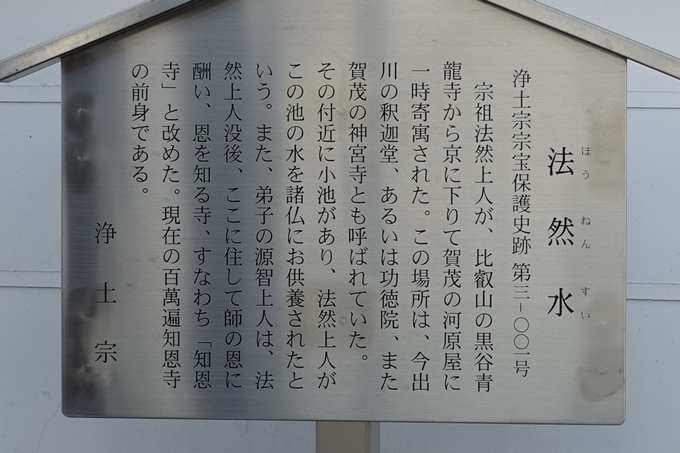 法然水
ほうねんすい
浄土宗宗宝保護史跡 第三-〇〇一号
宗祖法然上人が、比叡山の黒谷青
龍寺から京に下りて賀茂の河原屋に
一時寄寓された。この場所は、今出
川の釈迦堂、あるいは功徳院、また
賀茂の神宮寺とも呼ばれていた。
その付近に小池があり、法然上人が
この池の水を諸仏にお供養されたと
いう。また、弟子の源智上人は、法
然上人没後、ここに住して師の恩に
酬い、恩を知る寺、すなわち「知恩
寺」と改めた。現在の百萬遍知恩寺
の前身である。
浄土宗